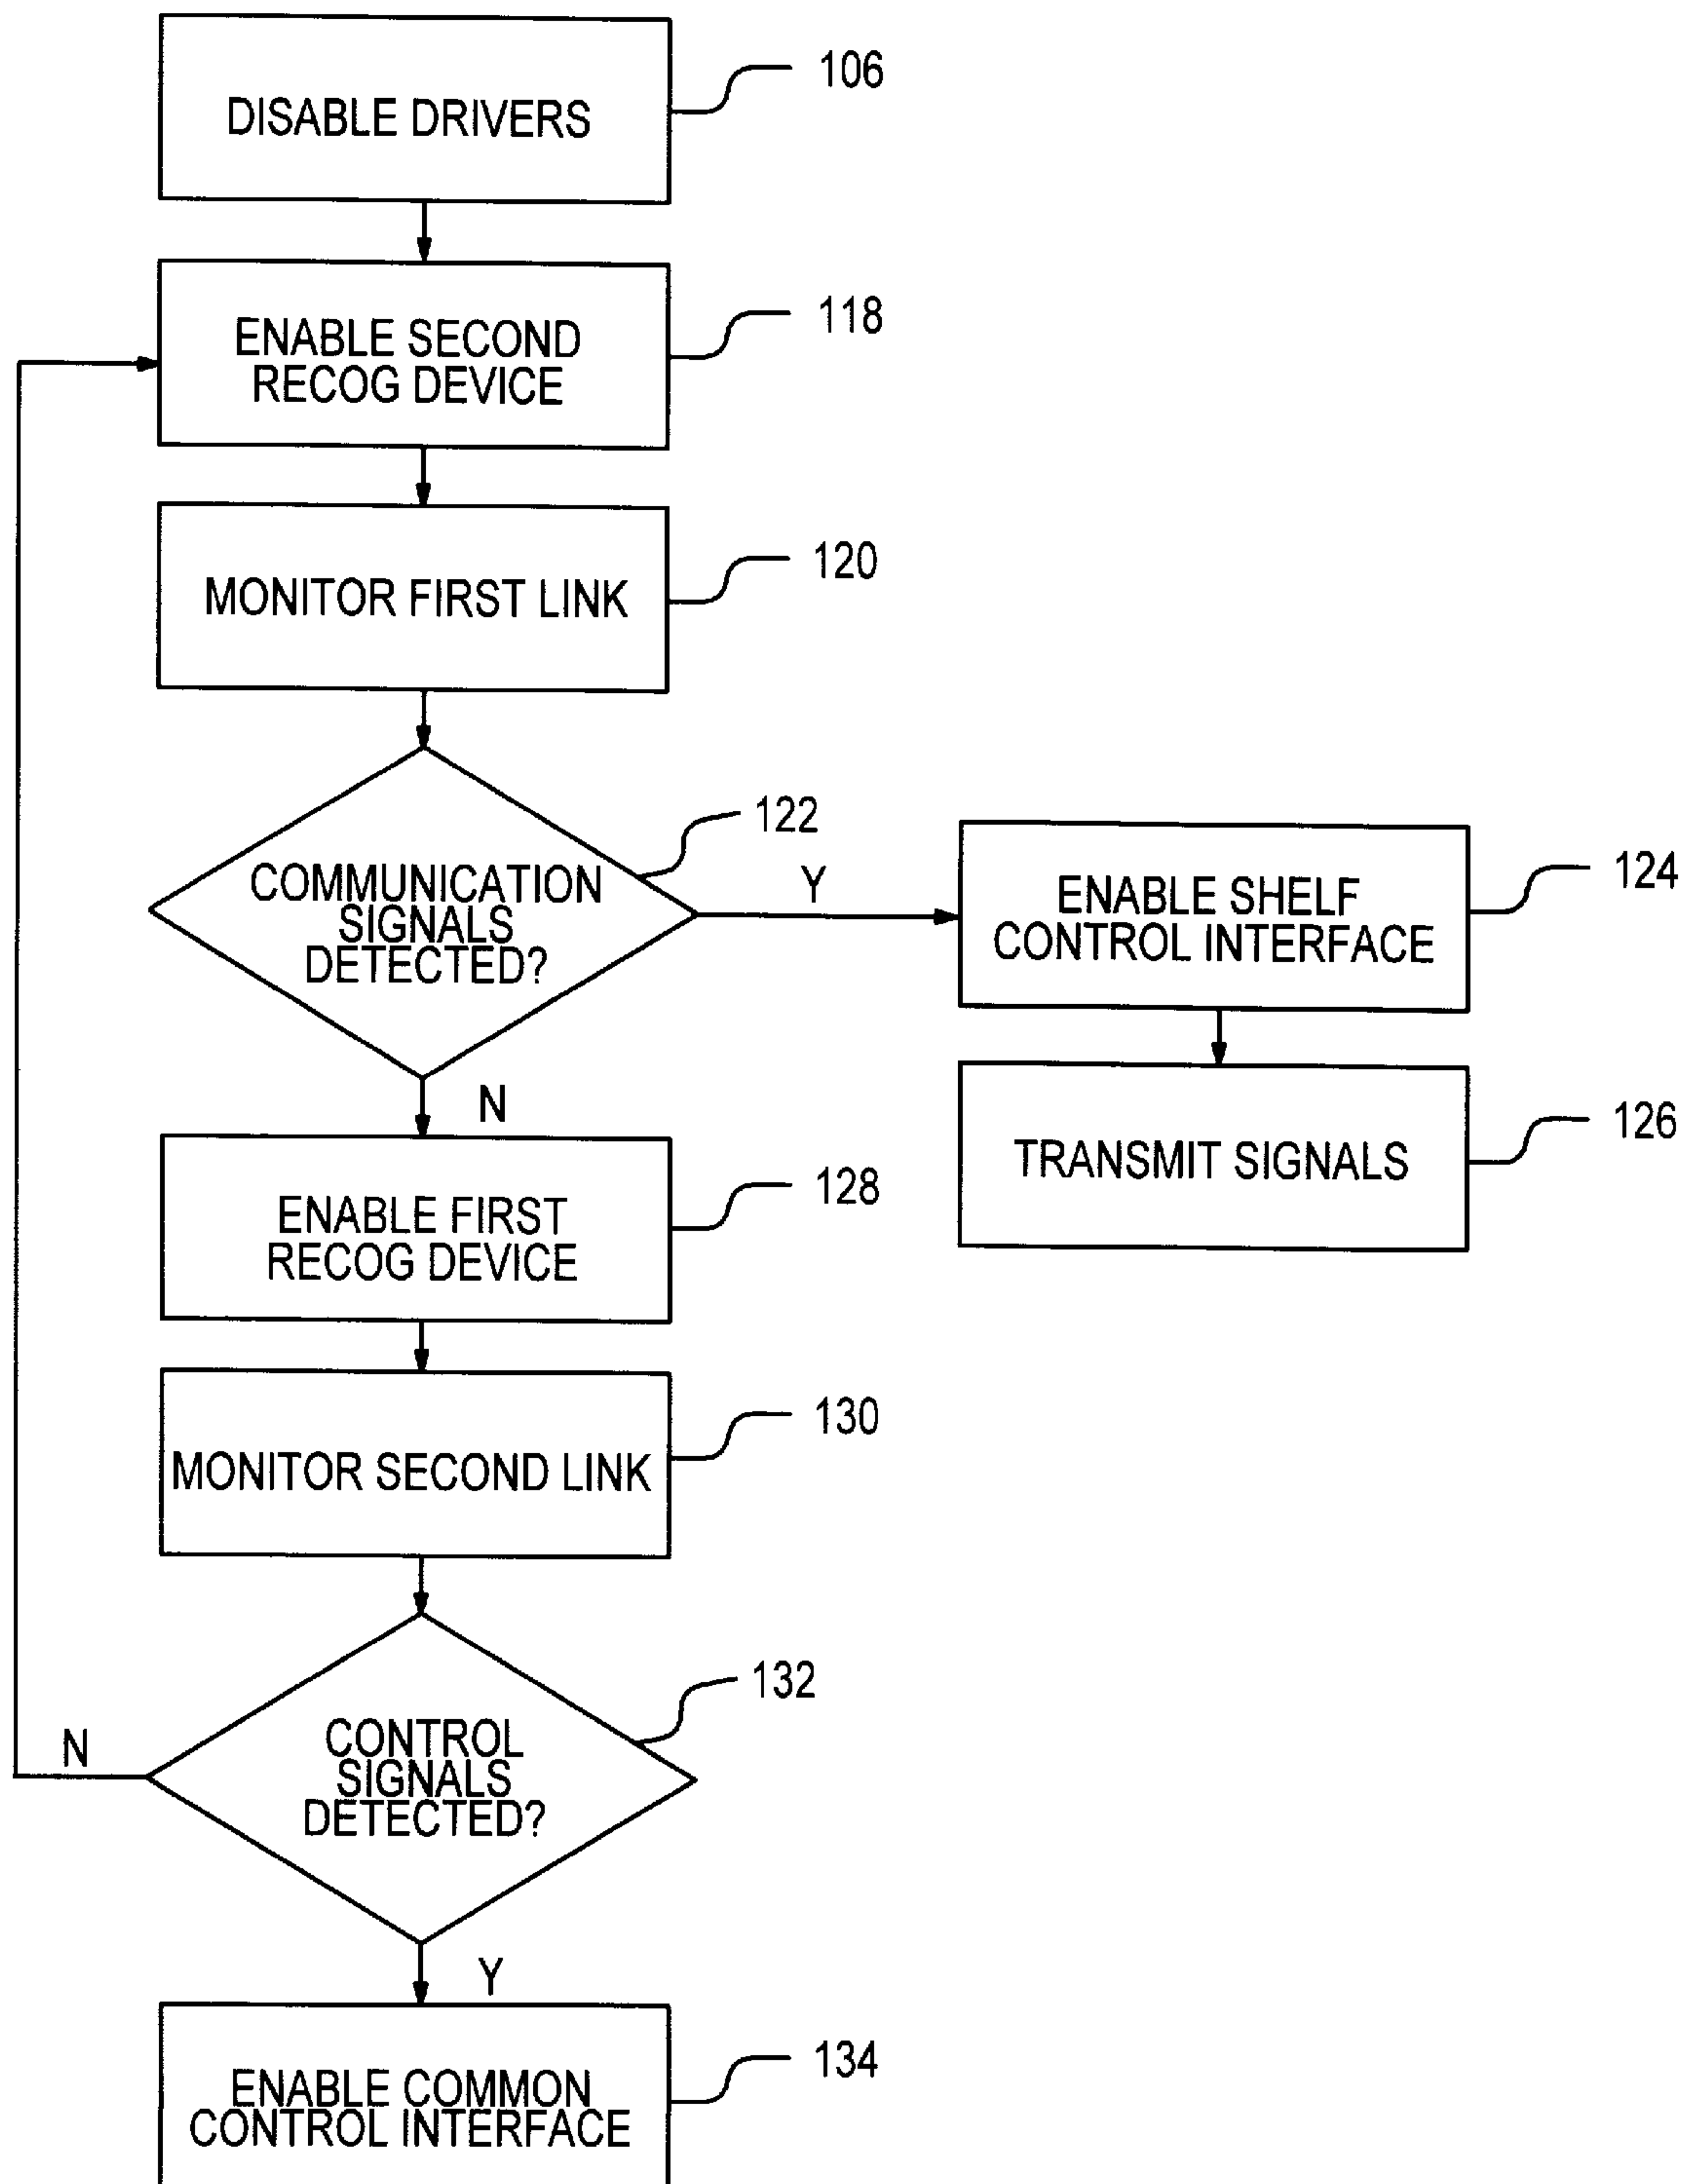 106
DISABLE DRIVERS
118
ENABLE SECOND
RECOG DEVICE
120
MONITOR FIRST LINK
122
COMMUNICATION
SIGNALS
DETECTED?
Y
124
ENABLE SHELF
CONTROL INTERFACE
N
126
TRANSMIT SIGNALS
128
ENABLE FIRST
RECOG DEVICE
130
MONITOR SECOND LINK
132
CONTROL
SIGNALS
DETECTED?
N
Y
134
ENABLE COMMON
CONTROL INTERFACE